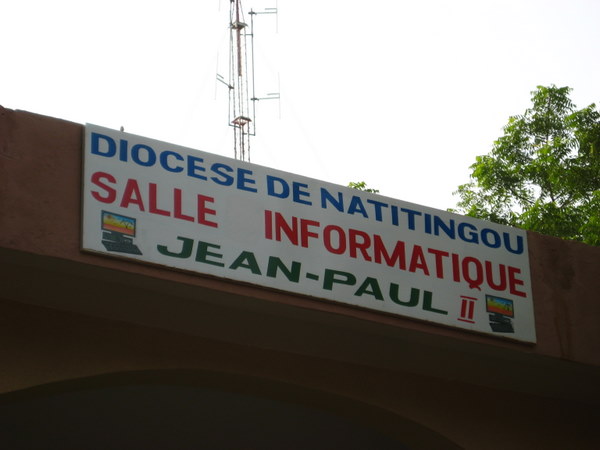 DIOCESE DE NATITINGOU
SALLE INFORMATIQUE
JEAN-PAUL II